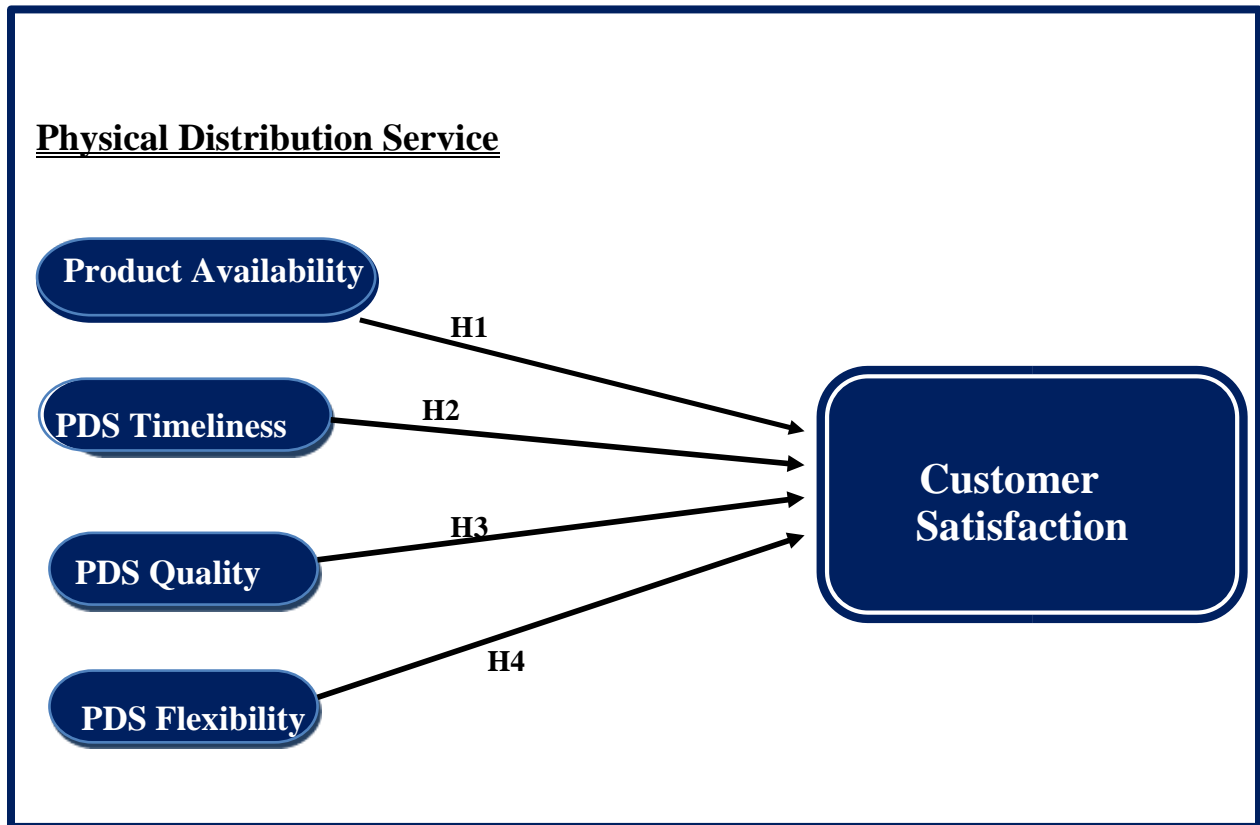 Physical Distribution Service
Product Availability
H1
PDS Timeliness
H2
Customer
Satisfaction
H3
PDS Quality
H4
PDS Flexibility